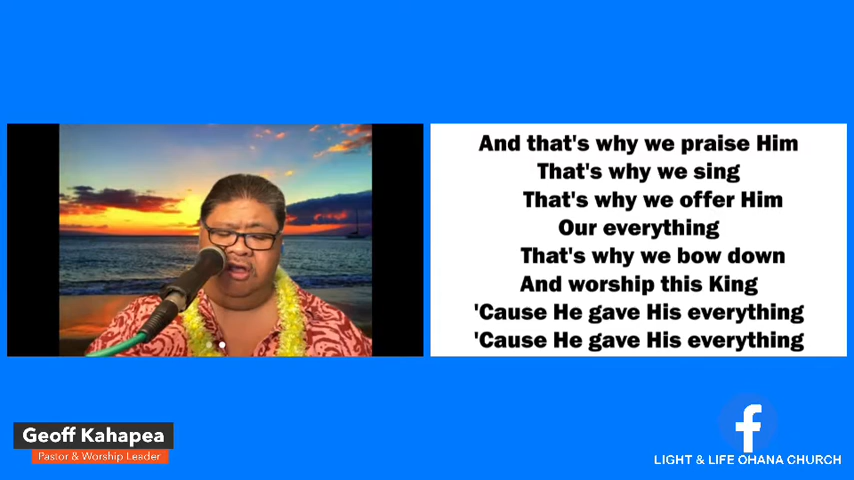 And that's why we praise Him
That's why we sing
That's why we offer Him
Our everything
That's why we bow down
And worship this King
'Cause He gave His everything
'Cause He gave His everything
Geoff Kahapea
Pastor & Worship Leader
f
LIGHT & LIFE OHANA CHURCH